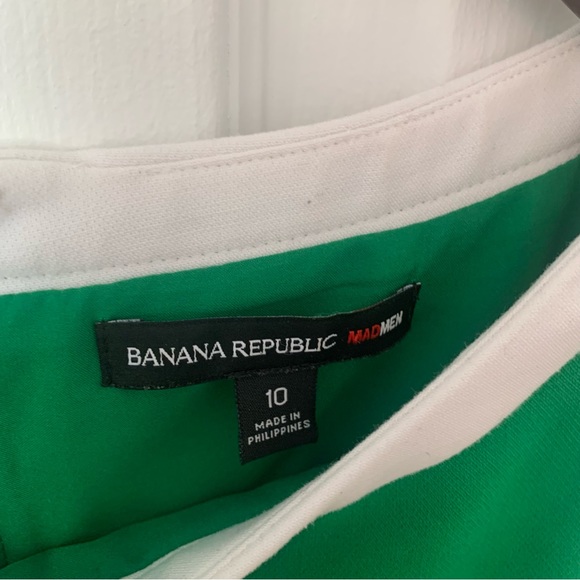 BANANA REPUBLIC MADMEN
10
MADE IN
PHILIPPINES